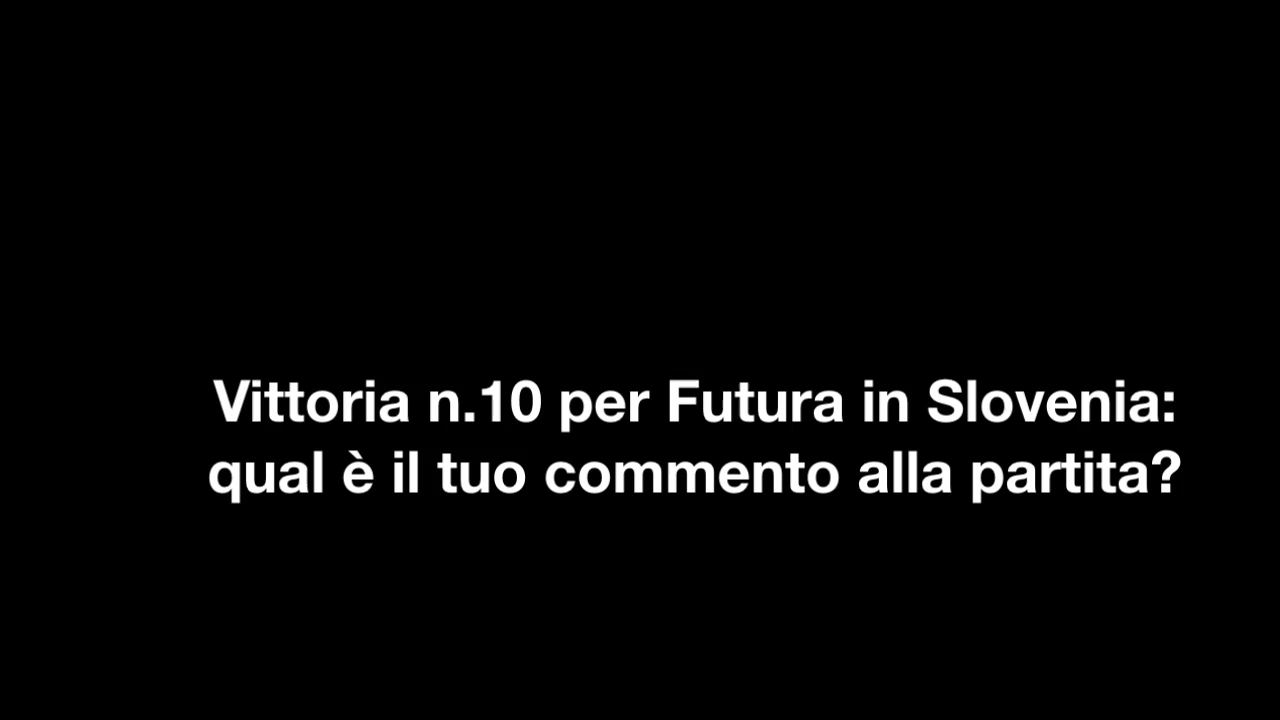 Vittoria n.10 per Futura in Slovenia:
qual è il tuo commento alla partita?